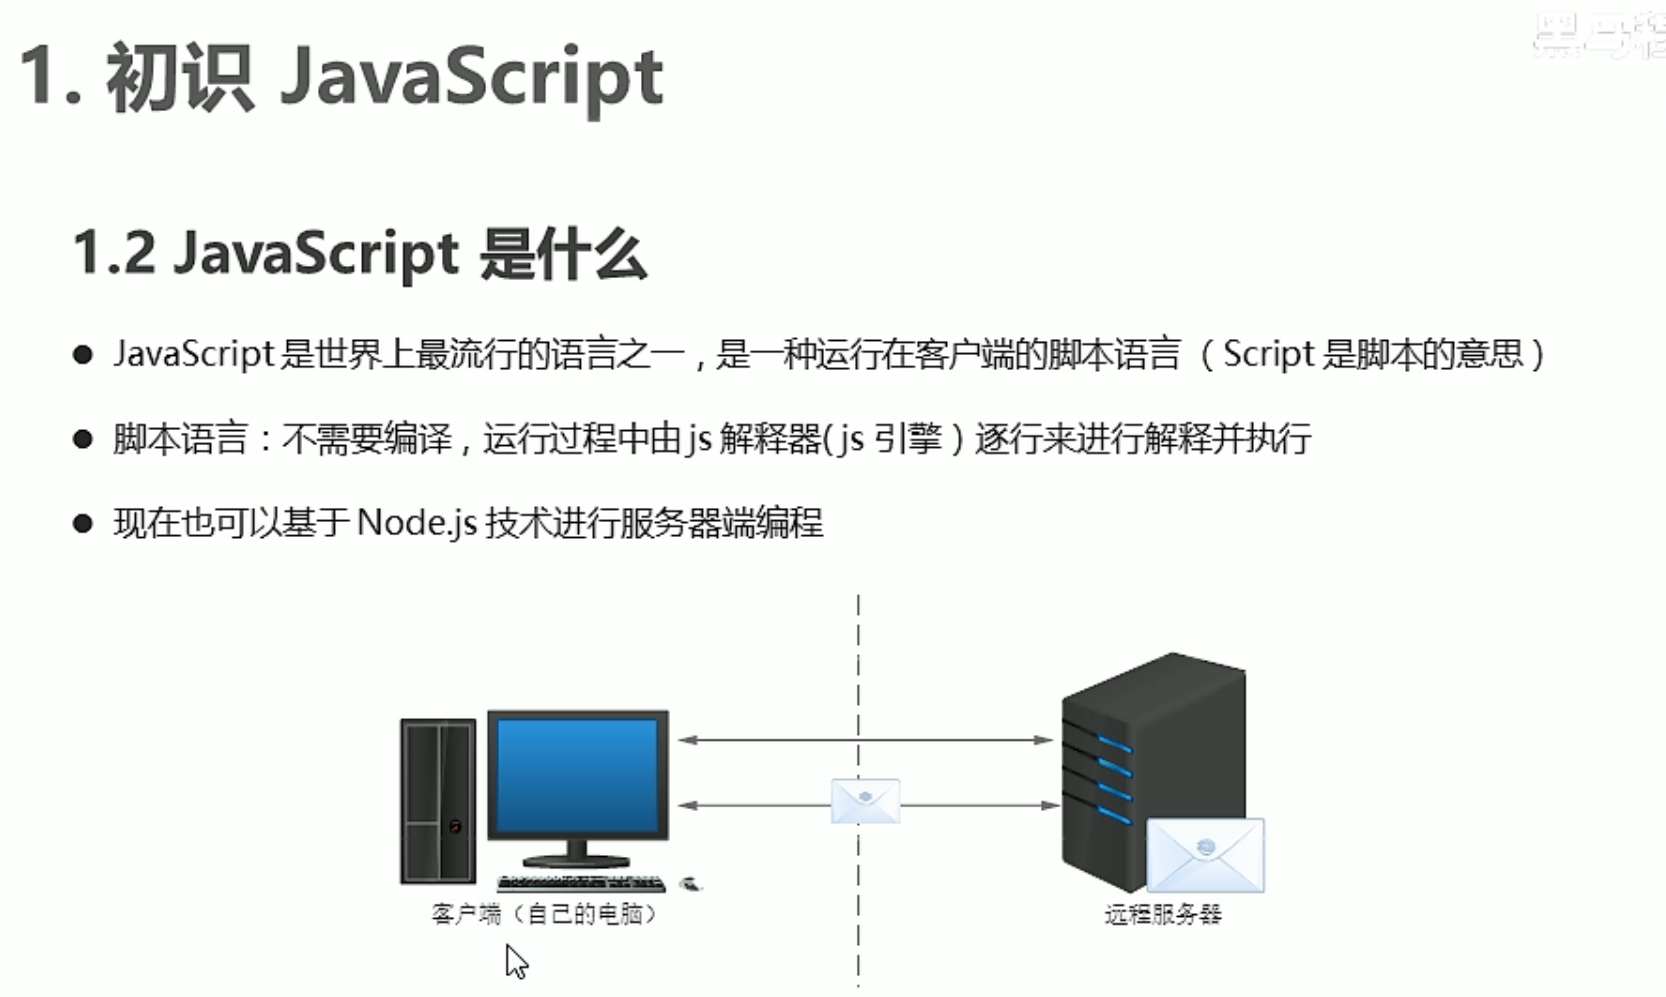 黑马程
1. 初识 JavaScript
1.2 JavaScript 是什么
● JavaScript 是世界上最流行的语言之一，是一种运行在客户端的脚本语言 （Script 是脚本的意思）
● 脚本语言：不需要编译，运行过程中由 js 解释器( js 引擎）逐行来进行解释并执行
● 现在也可以基于 Node.js 技术进行服务器端编程
客户端（自己的电脑）
远程服务器